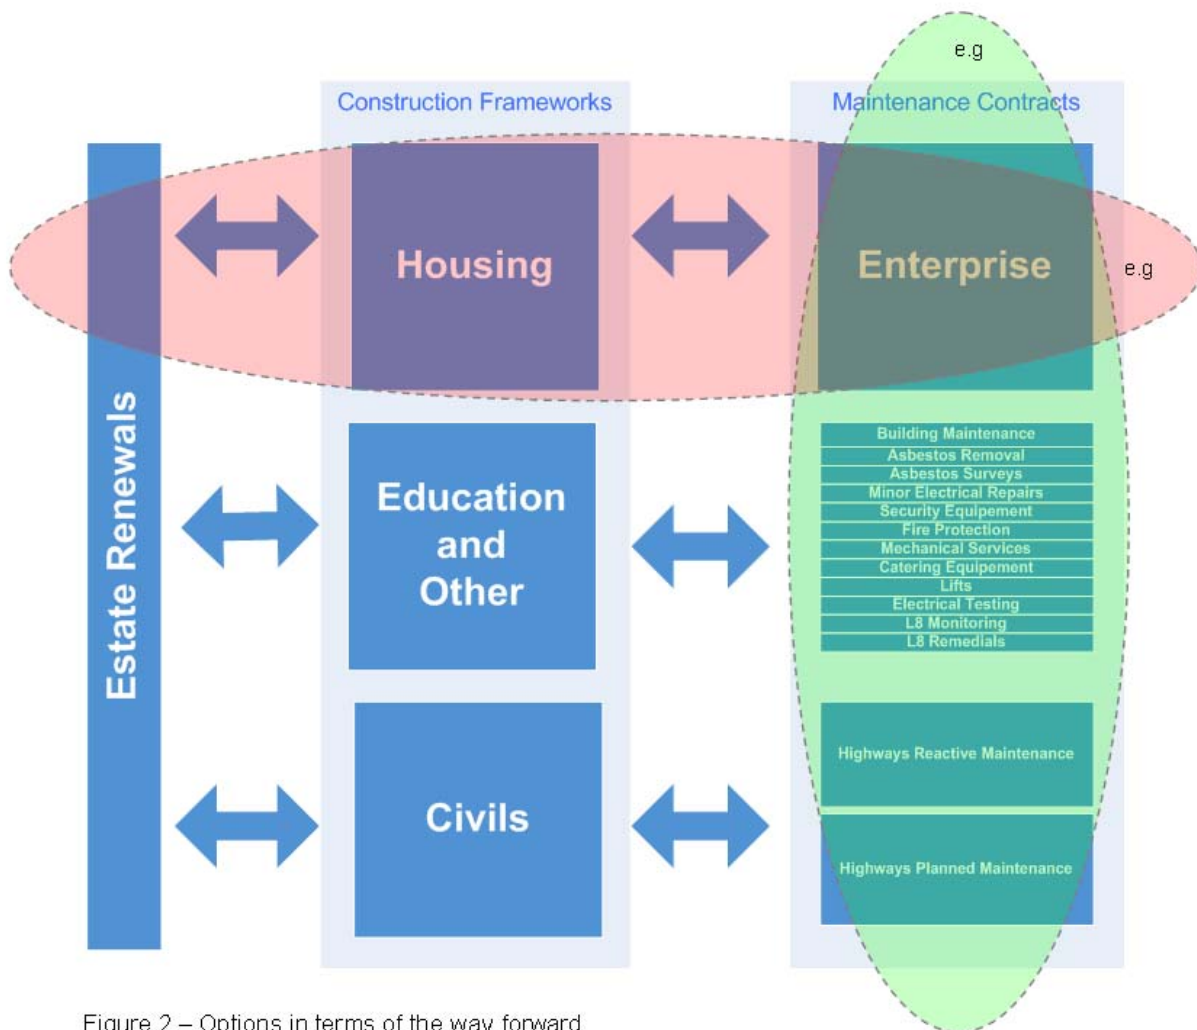 e.g
Construction Frameworks
Maintenance Contracts
Estate Renewals
Housing
Enterprise
e.g
Education
and
Other
Building Maintenance
Asbestos Removal
Asbestos Surveys
Minor Electrical Repairs
Security Equipement
Fire Protection
Mechanical Services
Catering Equipement
Lifts
Electrical Testing
L8 Monitoring
L8 Remedials
Civils
Highways Reactive Maintenance
Highways Planned Maintenance
Figure 2 – Options in terms of the way forward